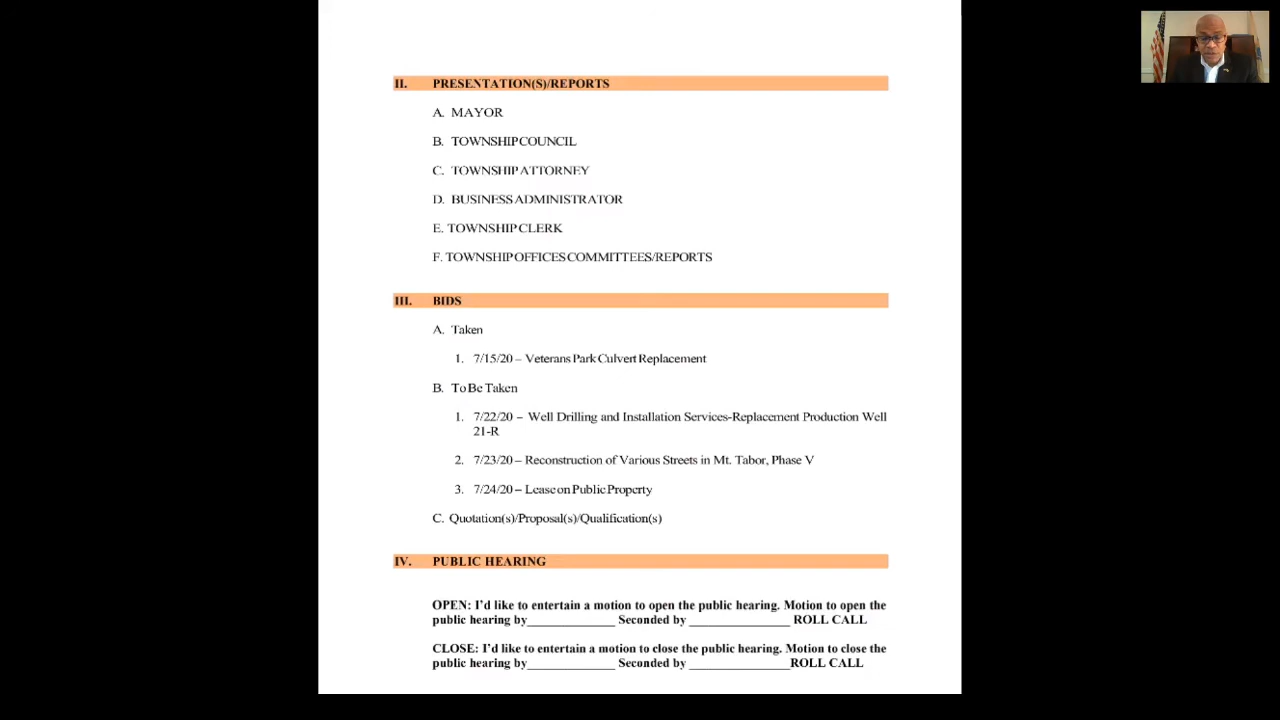 II. PRESENTATION(S)/REPORTS
A. MAYOR
B. TOWNSHIP COUNCIL
C. TOWNSHIP ATTORNEY
D. BUSINESS ADMINISTRATOR
E. TOWNSHIP CLERK
F. TOWNSHIP OFFICES COMMITTEES/REPORTS
III. BIDS
A. Taken
1. 7/15/20 – Veterans Park Culvert Replacement
B. To Be Taken
1. 7/22/20 – Well Drilling and Installation Services-Replacement Production Well
21-R
2. 7/23/20 – Reconstruction of Various Streets in Mt. Tabor, Phase V
3. 7/24/20 – Lease on Public Property
C. Quotation(s)/Proposal(s)/Qualification(s)
IV. PUBLIC HEARING
OPEN: I'd like to entertain a motion to open the public hearing. Motion to open the
public hearing by______________ Seconded by ________________ ROLL CALL
CLOSE: I'd like to entertain a motion to close the public hearing. Motion to close the
public hearing by______________ Seconded by ________________ROLL CALL